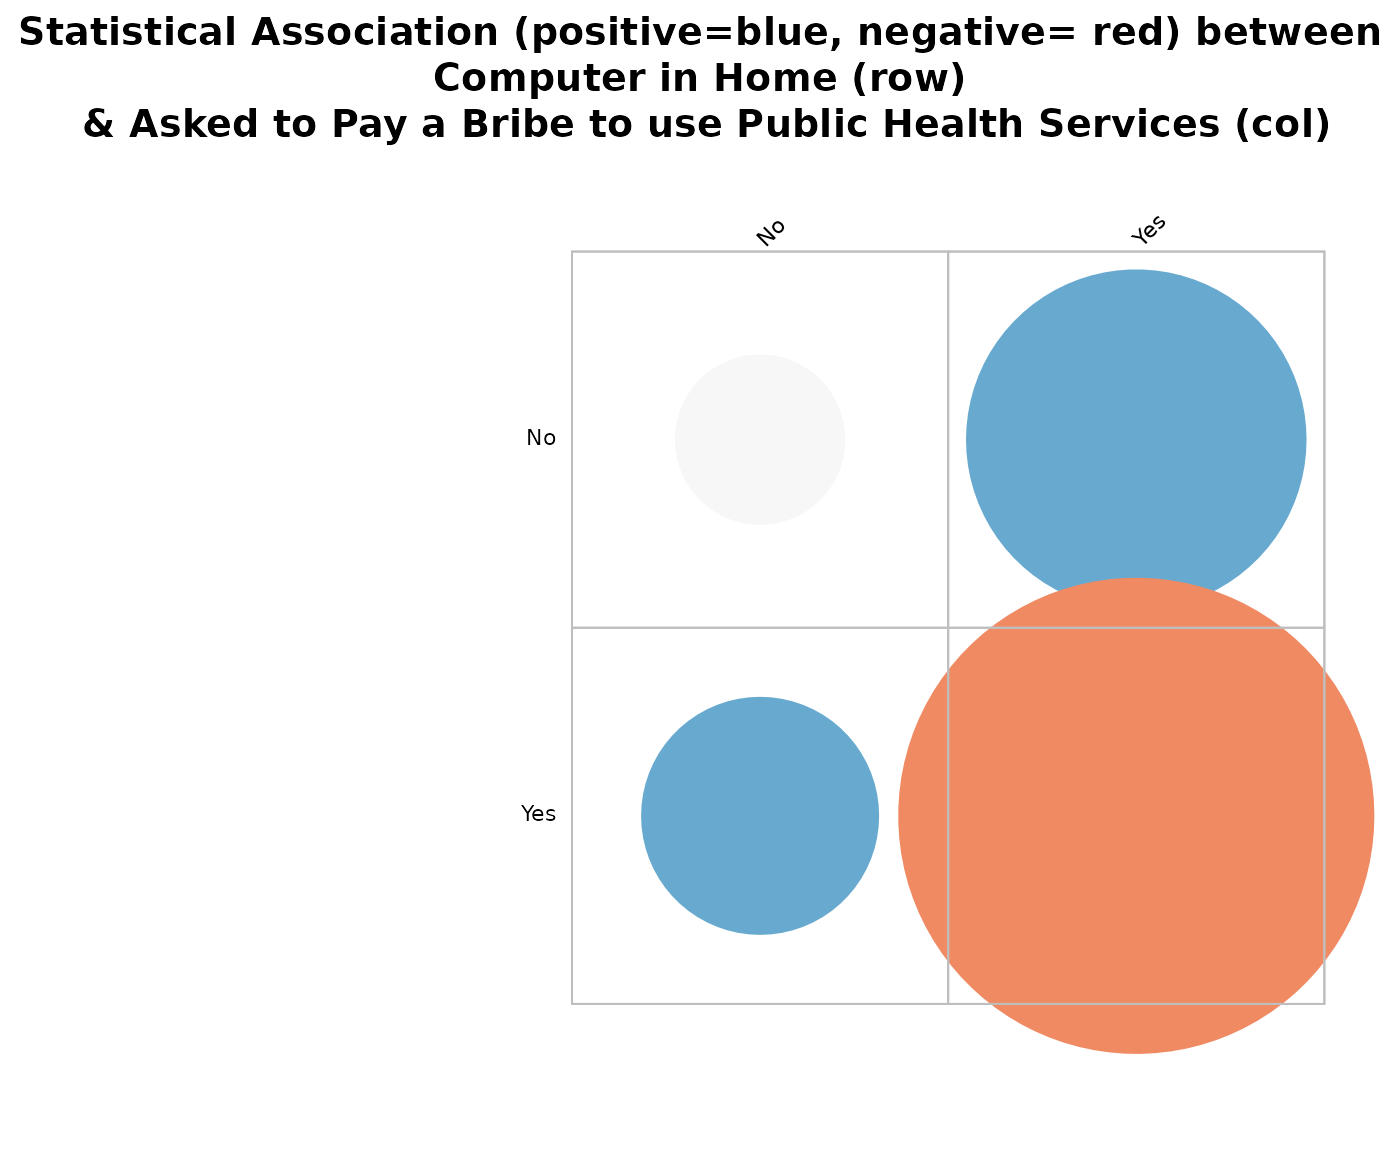 Statistical Association (positive=blue, negative= red) between
Computer in Home (row)
& Asked to Pay a Bribe to use Public Health Services (col)
No
Yes
No
Yes